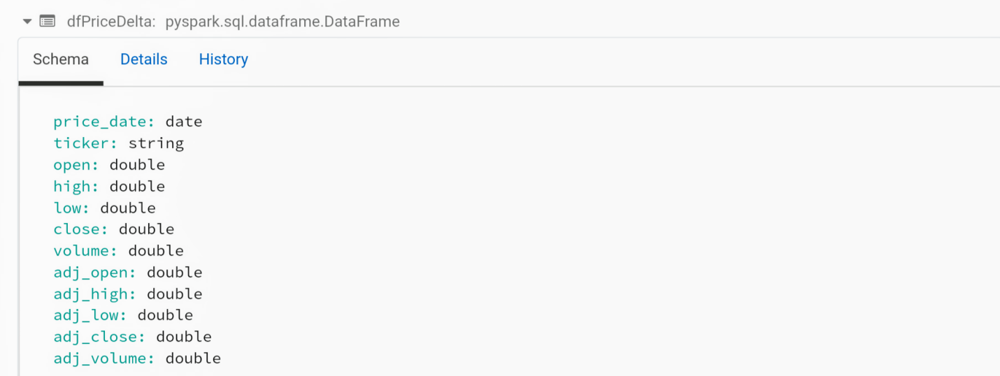 dfPriceDelta: pyspark.sql.dataframe.DataFrame
Schema Details History
price_date: date
ticker: string
open: double
high: double
low: double
close: double
volume: double
adj_open: double
adj_high: double
adj_low: double
adj_close: double
adj_volume: double